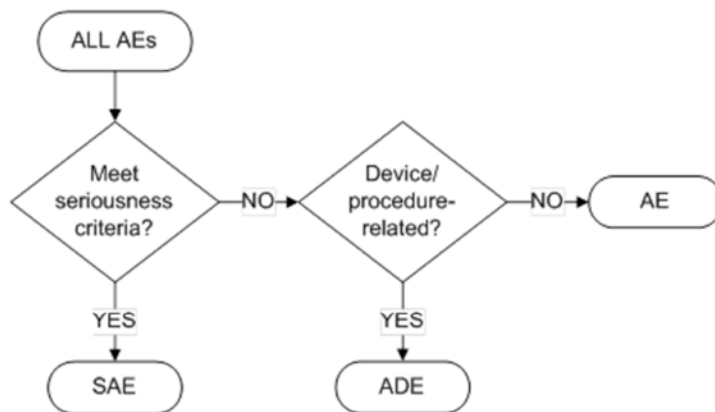 ALL AEs
Meet
seriousness
criteria?
NO
Device/
procedure-
related?
NO
AE
YES
YES
SAE
ADE